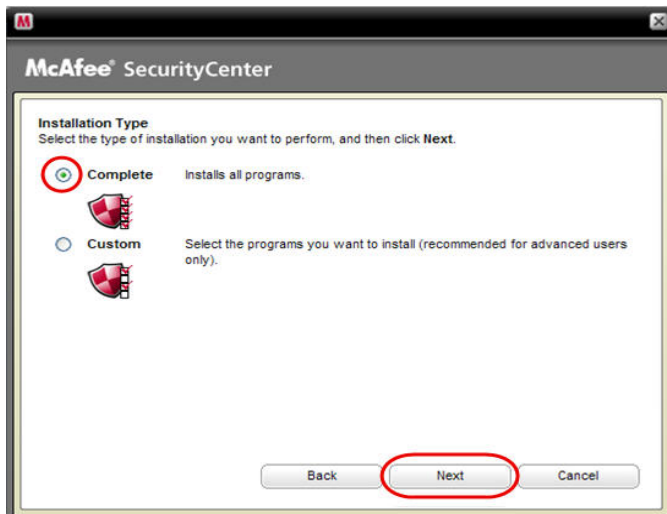 McAfee® SecurityCenter
Installation Type
Select the type of installation you want to perform, and then click Next.
Complete Installs all programs.
Custom Select the programs you want to install (recommended for advanced users
only).
Back Next Cancel